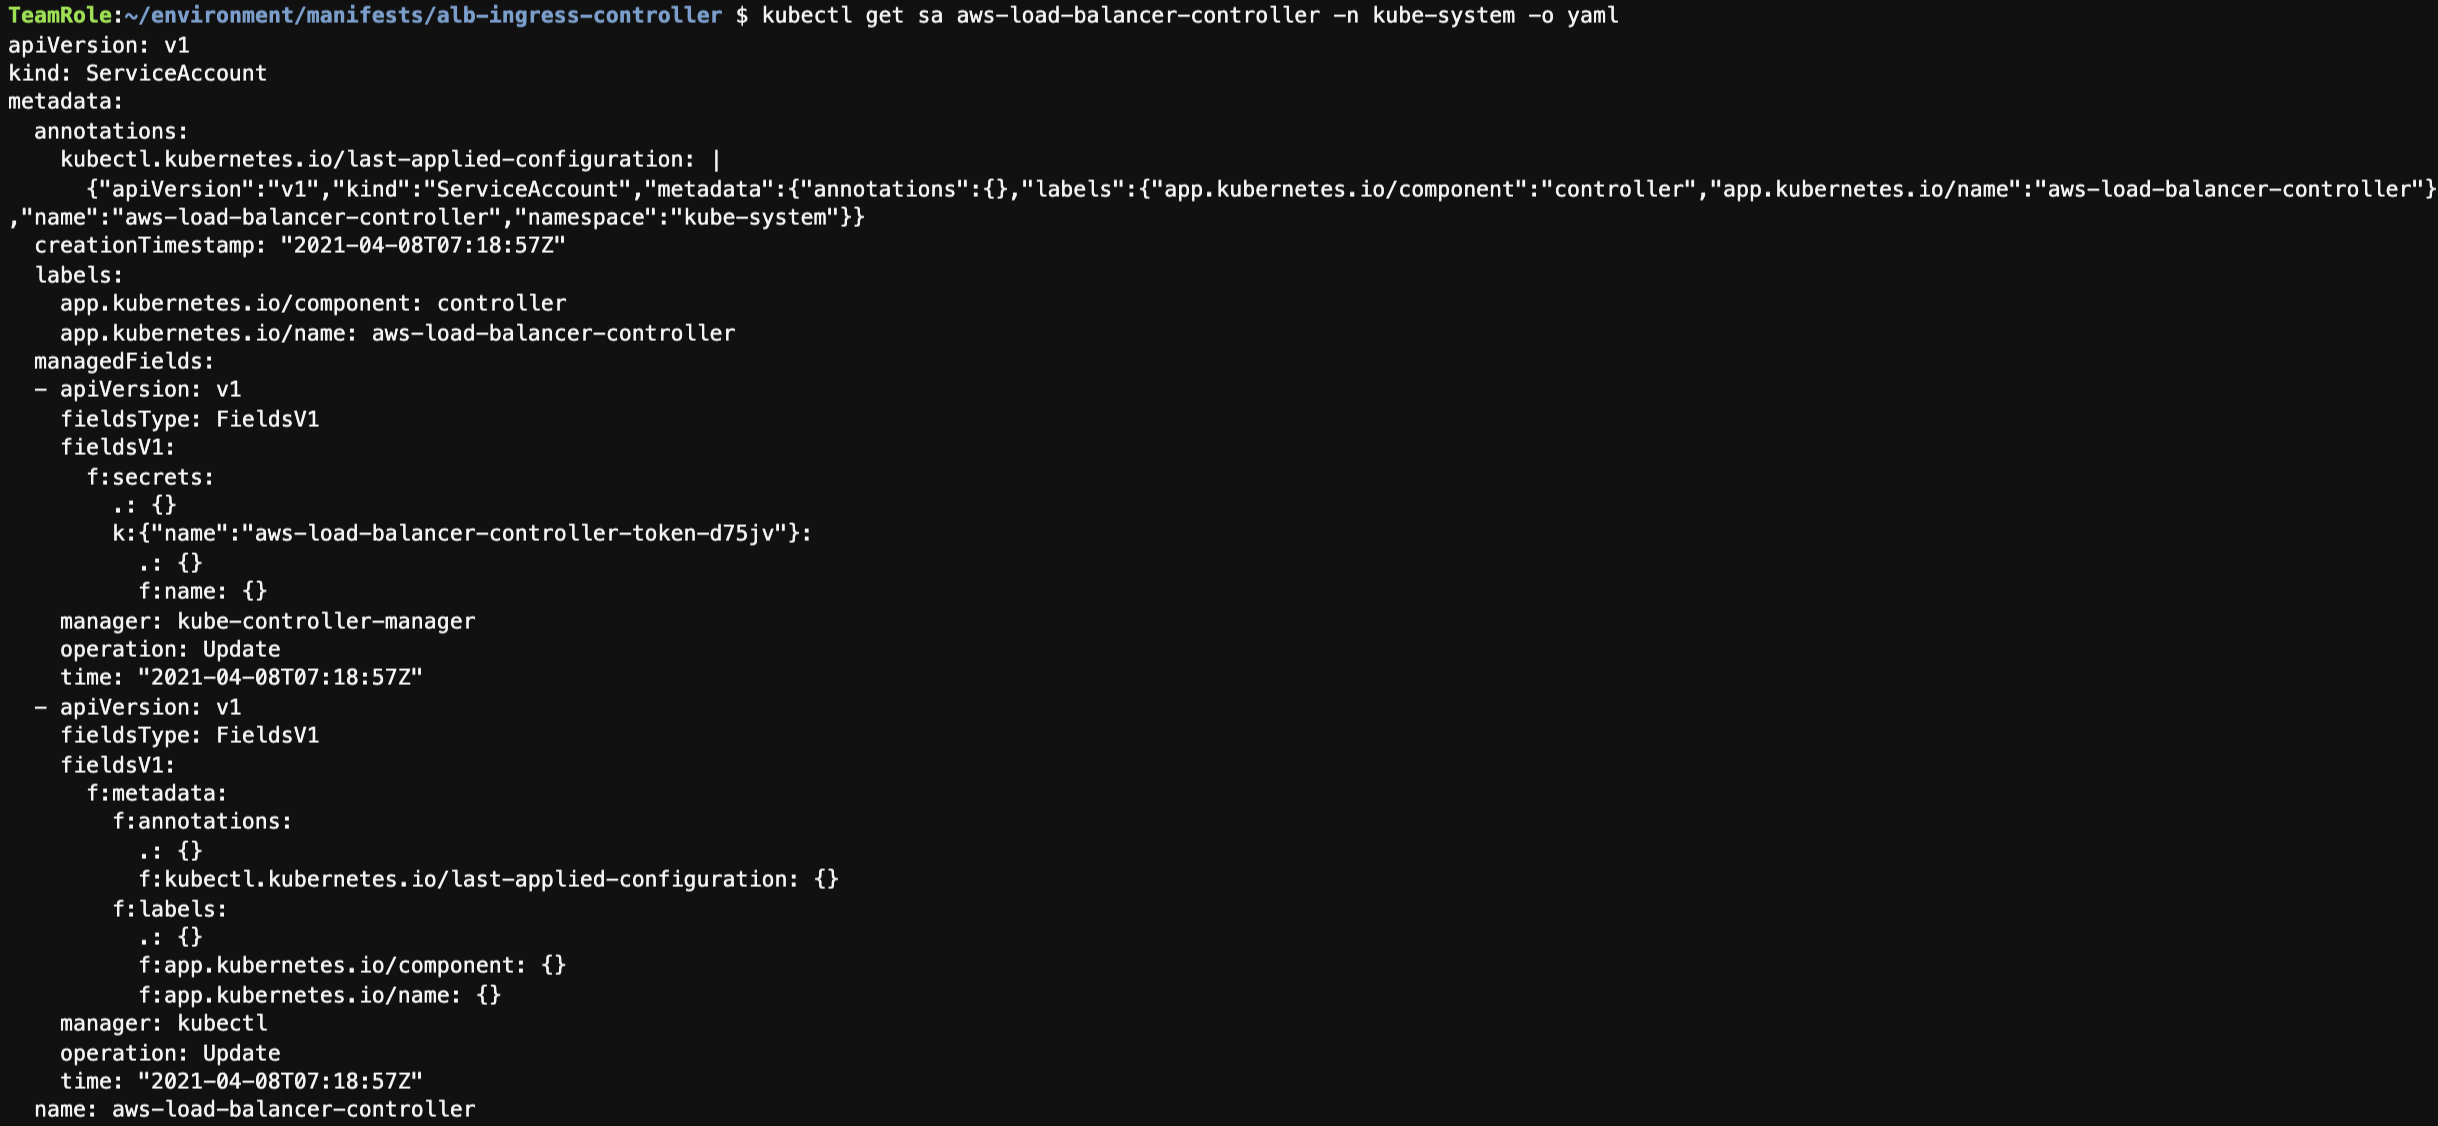 TeamRole:~/environment/manifests/alb-ingress-controller $ kubectl get sa aws-load-balancer-controller -n kube-system -o yaml
apiVersion: v1
kind: ServiceAccount
metadata:
  annotations:
    kubectl.kubernetes.io/last-applied-configuration: |
      {"apiVersion":"v1","kind":"ServiceAccount","metadata":{"annotations":{},"labels":{"app.kubernetes.io/component":"controller","app.kubernetes.io/name":"aws-load-balancer-controller"}
,"name":"aws-load-balancer-controller","namespace":"kube-system"}}
  creationTimestamp: "2021-04-08T07:18:57Z"
  labels:
    app.kubernetes.io/component: controller
    app.kubernetes.io/name: aws-load-balancer-controller
  managedFields:
  - apiVersion: v1
    fieldsType: FieldsV1
    fieldsV1:
      f:secrets:
        .: {}
        k:{"name":"aws-load-balancer-controller-token-d75jv"}:
          .: {}
          f:name: {}
    manager: kube-controller-manager
    operation: Update
    time: "2021-04-08T07:18:57Z"
  - apiVersion: v1
    fieldsType: FieldsV1
    fieldsV1:
      f:metadata:
        f:annotations:
          .: {}
          f:kubectl.kubernetes.io/last-applied-configuration: {}
        f:labels:
          .: {}
          f:app.kubernetes.io/component: {}
          f:app.kubernetes.io/name: {}
    manager: kubectl
    operation: Update
    time: "2021-04-08T07:18:57Z"
  name: aws-load-balancer-controller